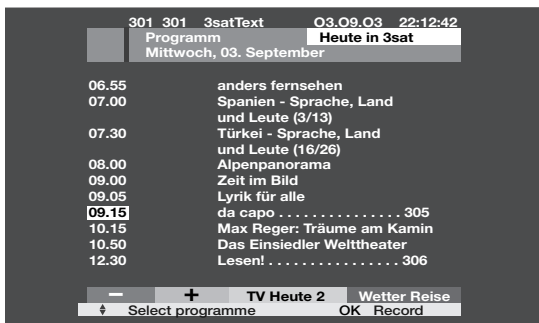 301 301 3satText 03.09.03 22:12:42
Programm Heute in 3sat
Mittwoch, 03. September
06.55 anders fernsehen
07.00 Spanien - Sprache, Land
und Leute (3/13)
07.30 Türkei - Sprache, Land
und Leute (16/26)
08.00 Alpenpanorama
09.00 Zeit im Bild
09.05 Lyrik für alle
09.15 da capo . . . . . . . . . . . . . . 305
10.15 Max Reger: Träume am Kamin
10.50 Das Einsiedler Welttheater
12.30 Lesen! . . . . . . . . . . . . . . . 306
− + TV Heute 2 Wetter Reise
Select programme OK Record